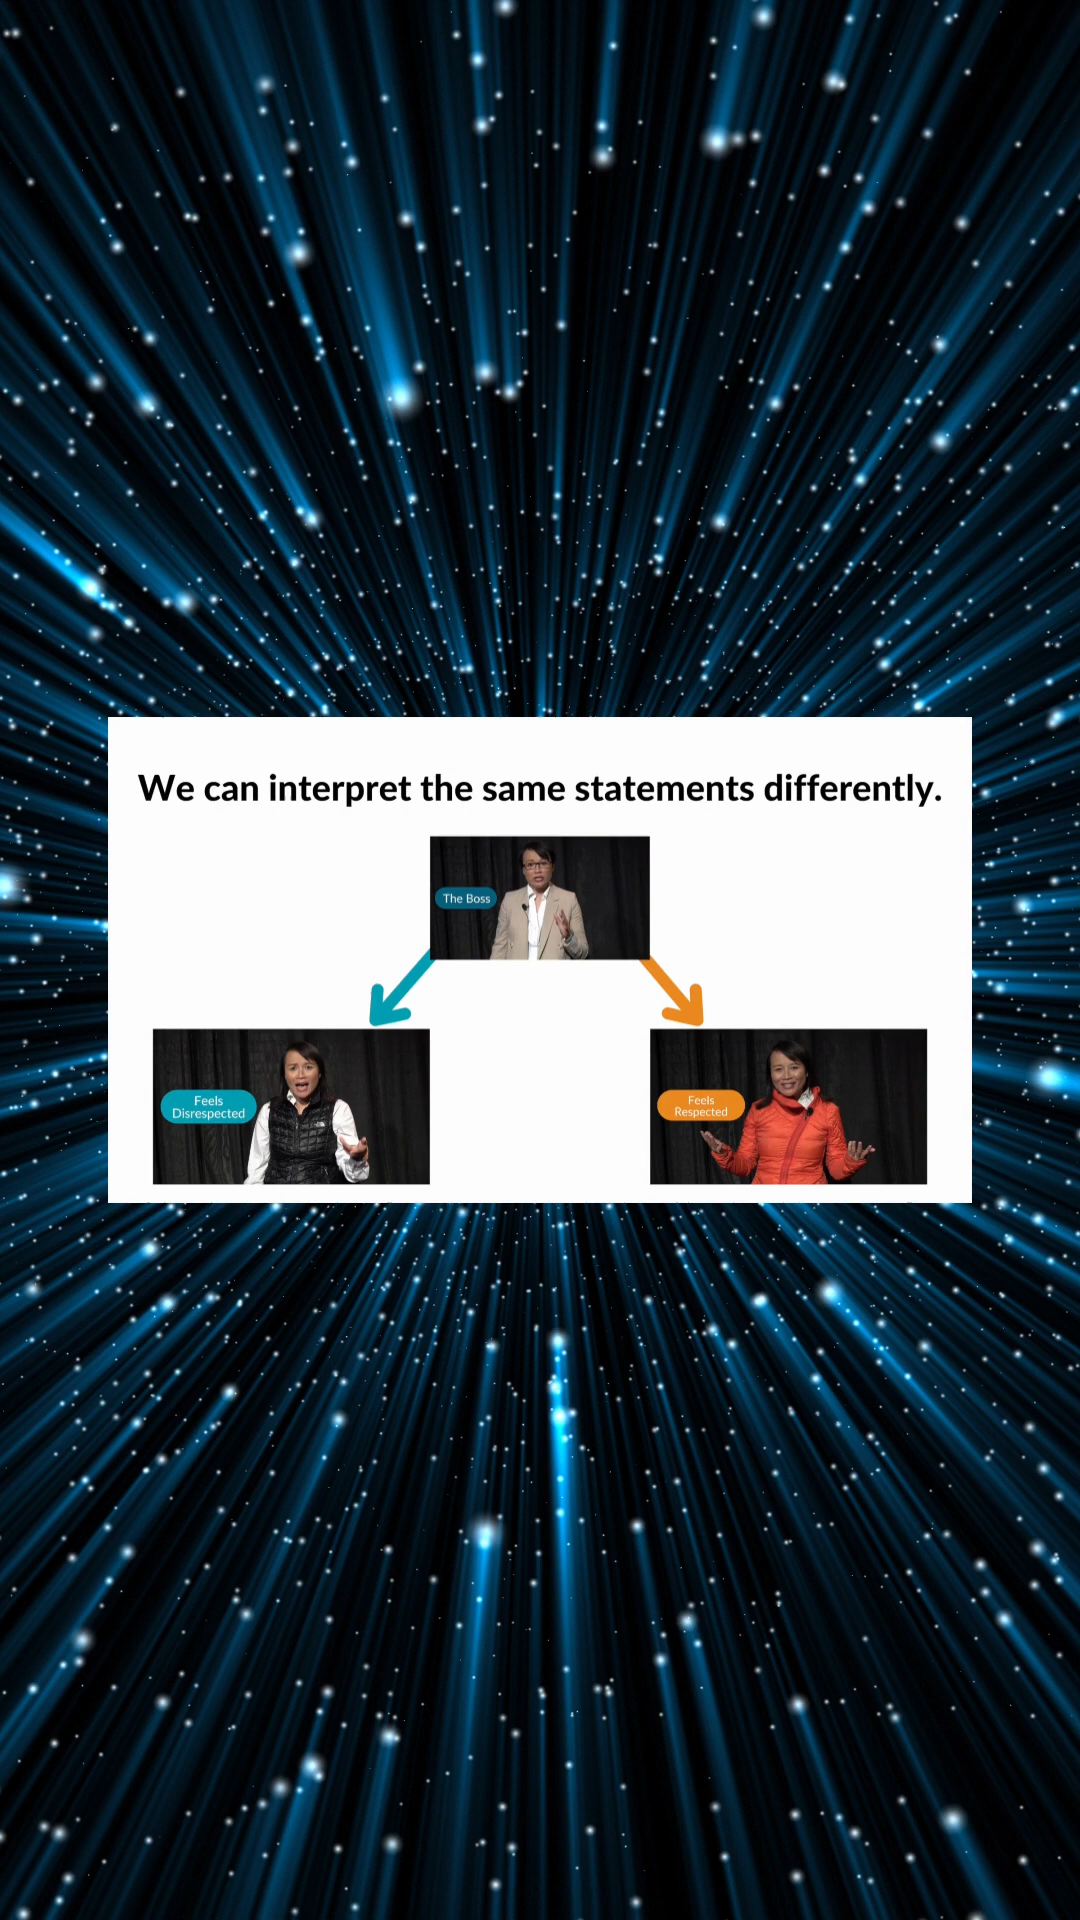 We can interpret the same statements differently.
The Boss
Feels
Disrespected
Feels
Respected